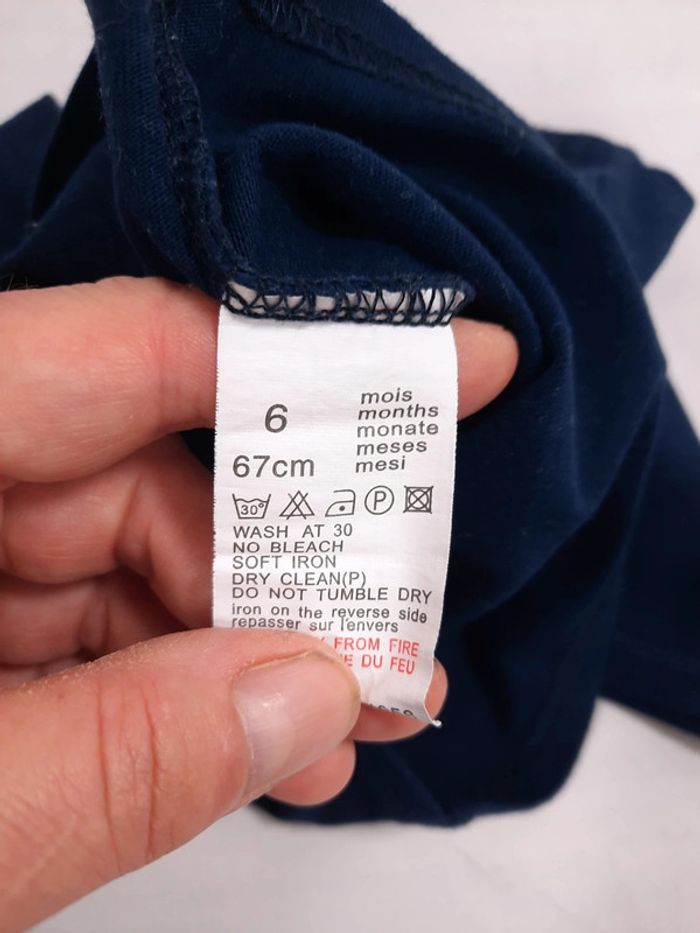 6
67cm
mois
months
monate
meses
mesi
30°
P
WASH AT 30
NO BLEACH
SOFT IRON
DRY CLEAN(P)
DO NOT TUMBLE DRY
iron on the reverse side
repasser sur l'envers
FROM FIRE
DU FEU